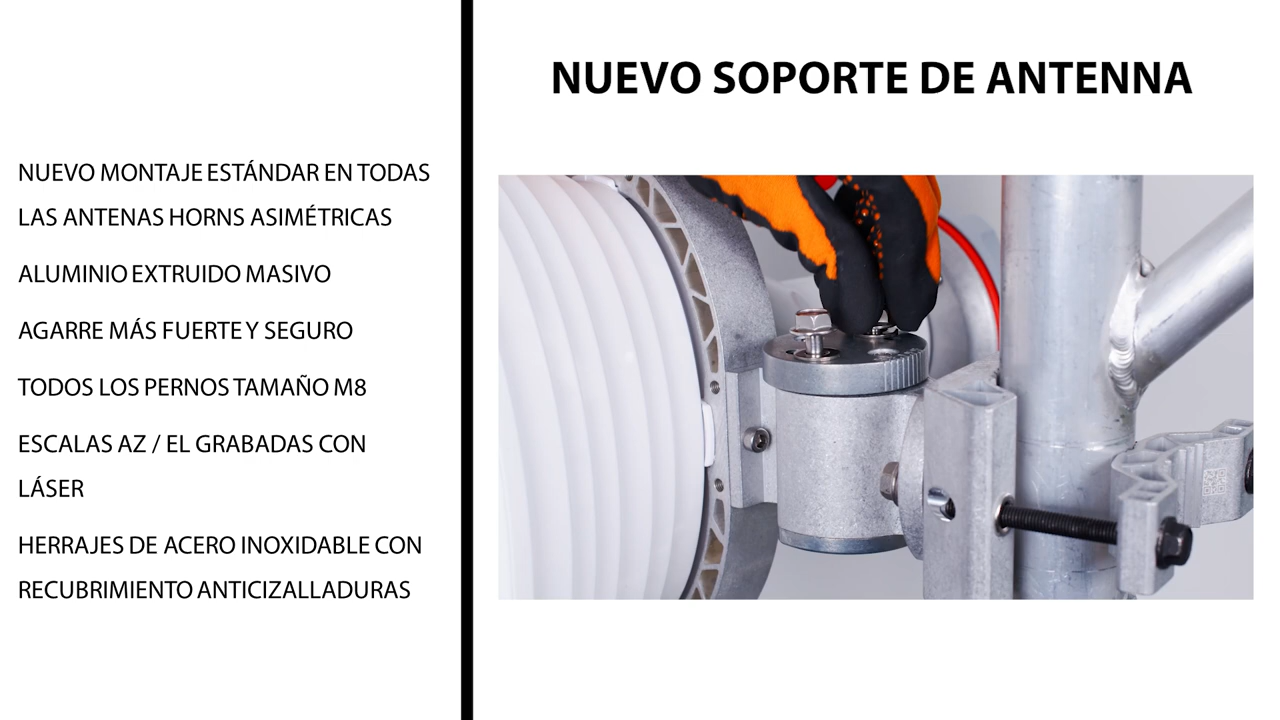 NUEVO SOPORTE DE ANTENNA
NUEVO MONTAJE ESTÁNDAR EN TODAS
LAS ANTENAS HORNS ASIMÉTRICAS
ALUMINIO EXTRUIDO MASIVO
AGARRE MÁS FUERTE Y SEGURO
TODOS LOS PERNOS TAMAÑO M8
ESCALAS AZ / EL GRABADAS CON
LÁSER
HERRAJES DE ACERO INOXIDABLE CON
RECUBRIMIENTO ANTICIZALLADURAS